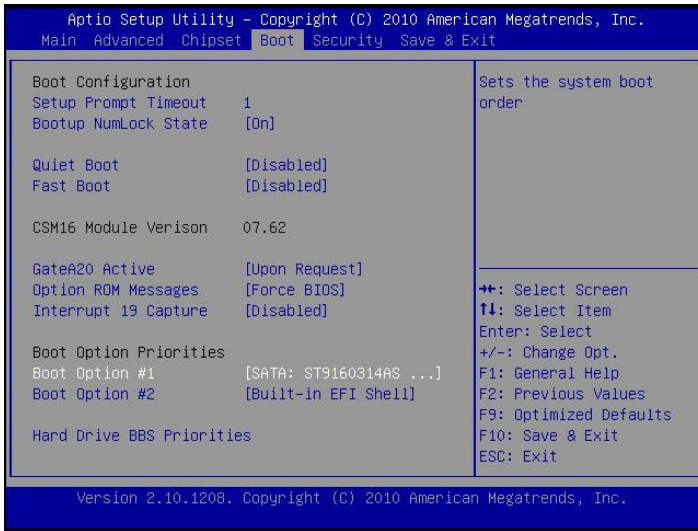 Aptio Setup Utility – Copyright (C) 2010 American Megatrends, Inc.
Main Advanced Chipset Boot Security Save & Exit
Boot Configuration
Setup Prompt Timeout 1
Bootup NumLock State [On]
Quiet Boot [Disabled]
Fast Boot [Disabled]
CSM16 Module Verison 07.62
GateA20 Active [Upon Request]
Option ROM Messages [Force BIOS]
Interrupt 19 Capture [Disabled]
Boot Option Priorities
Boot Option #1 [SATA: ST9160314AS ...]
Boot Option #2 [Built-in EFI Shell]
Hard Drive BBS Priorities
Sets the system boot
order
→←: Select Screen
↑↓: Select Item
Enter: Select
+/-: Change Opt.
F1: General Help
F2: Previous Values
F9: Optimized Defaults
F10: Save & Exit
ESC: Exit
Version 2.10.1208. Copyright (C) 2010 American Megatrends, Inc.